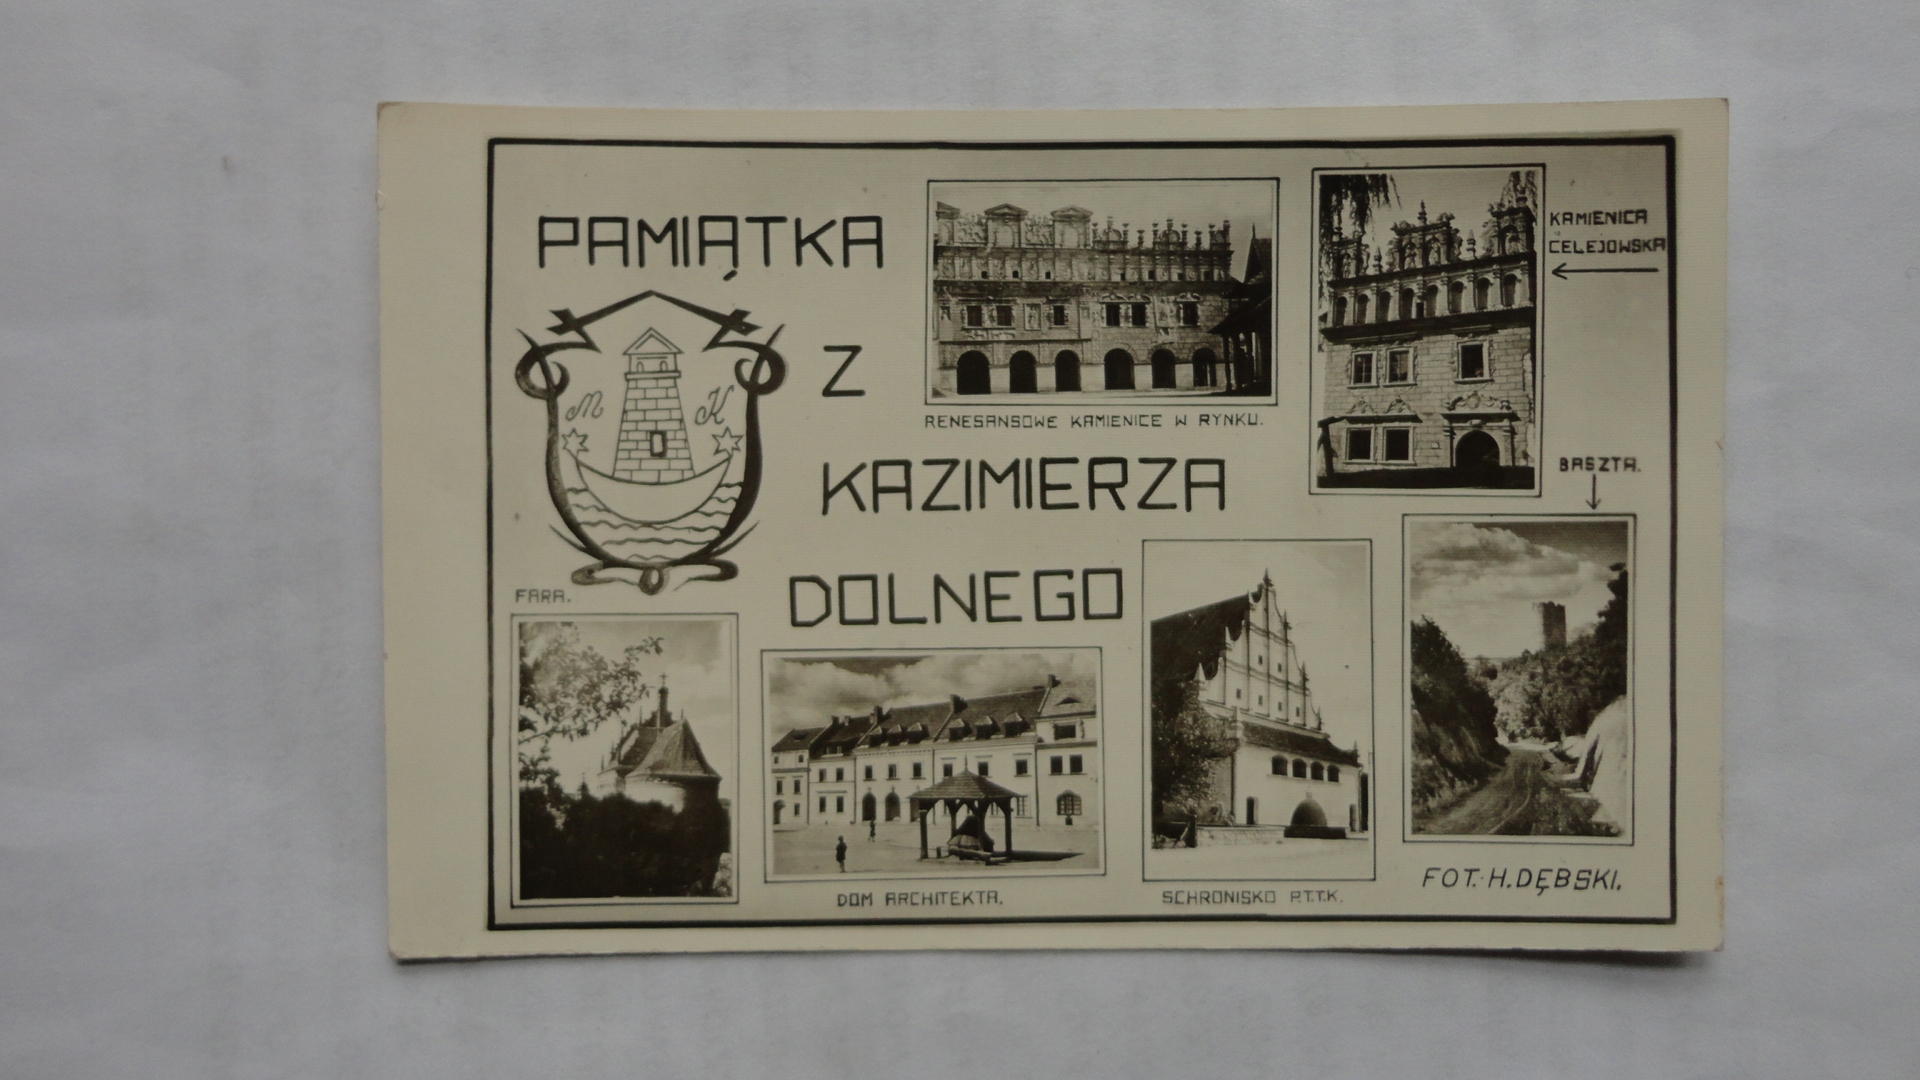 PAMIĄTKA
Z
KAZIMIERZA
DOLNEGO
M K
RENESANSOWE KAMIENICE W RYNKU.
KAMIENICA
CELEJOWSKA
BASZTA.
FARA.
DOM ARCHITEKTA.
SCHRONISKO P.T.T.K.
FOT. H. DĘBSKI.